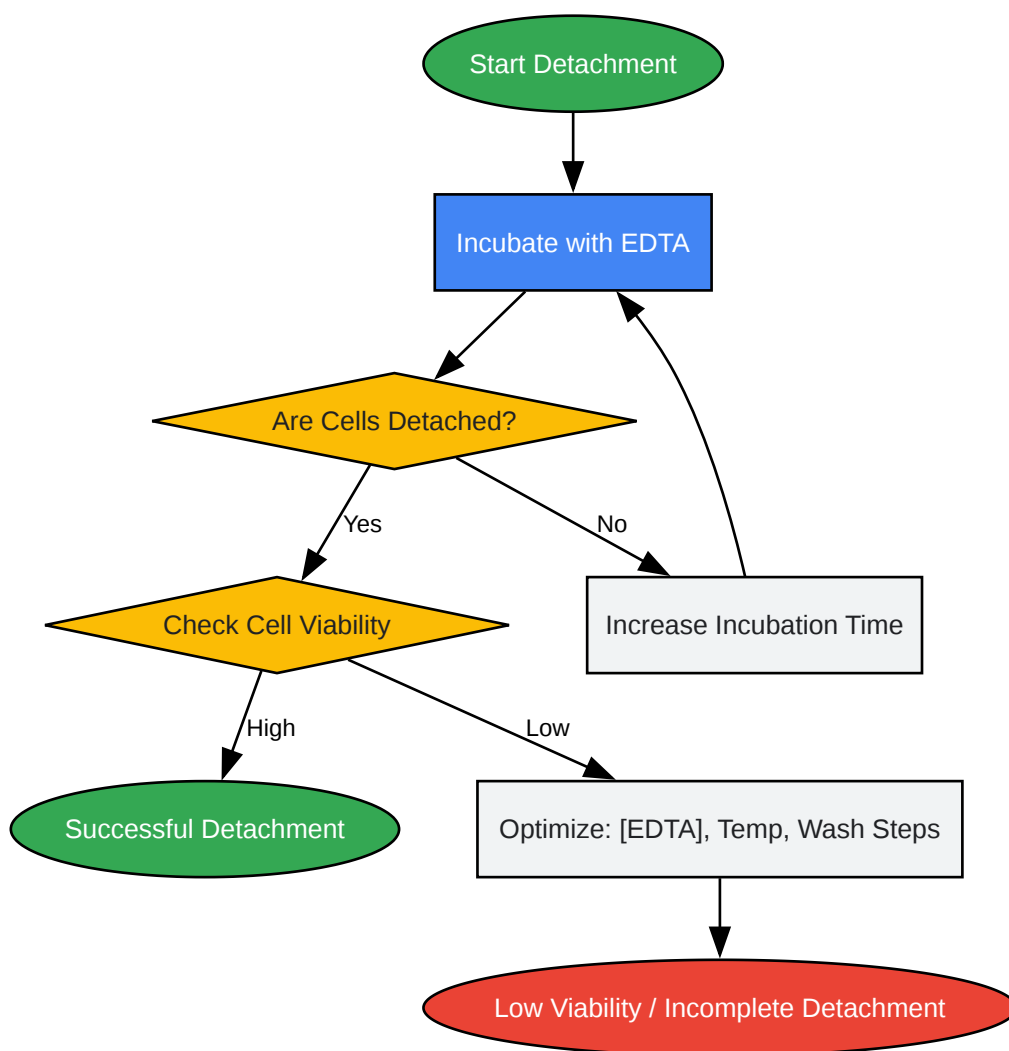 Start Detachment
Incubate with EDTA
Are Cells Detached?
Yes
No
Check Cell Viability
Increase Incubation Time
High
Low
Successful Detachment
Optimize: [EDTA], Temp, Wash Steps
Low Viability / Incomplete Detachment